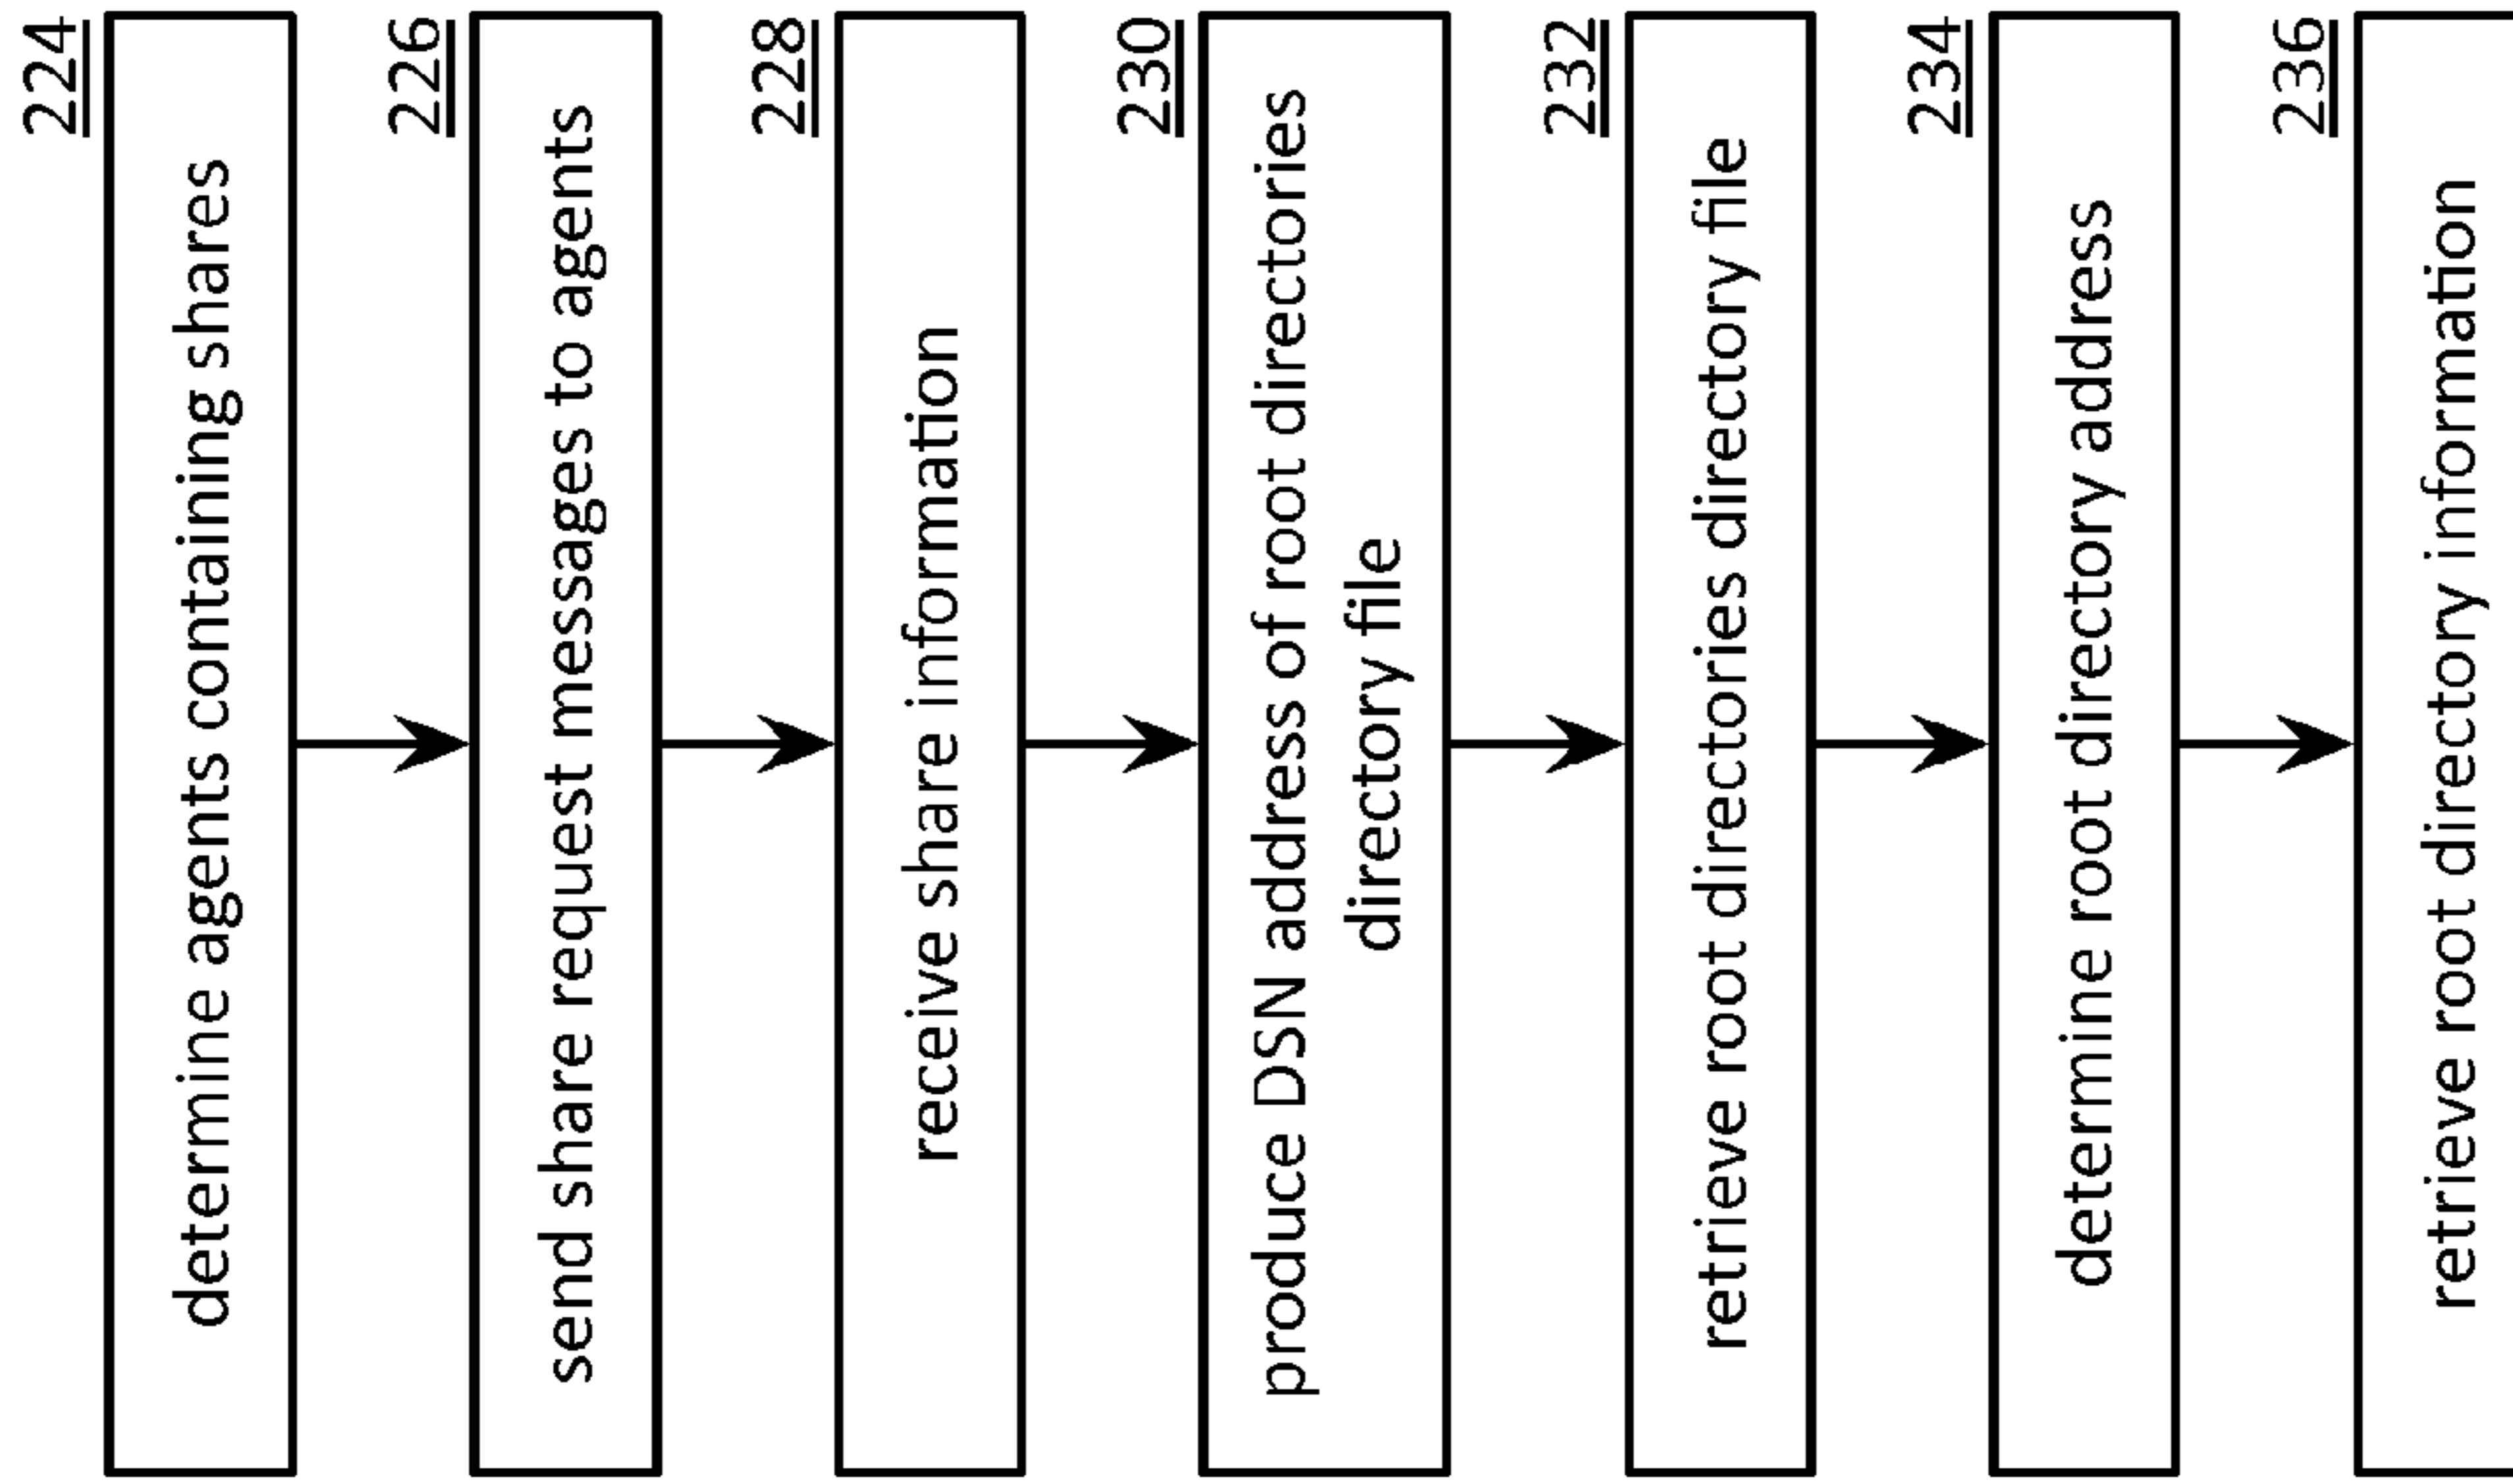 224
determine agents containing shares
226
send share request messages to agents
228
receive share information
230
produce DSN address of root directories
directory file
232
retrieve root directories directory file
234
determine root directory address
236
retrieve root directory information